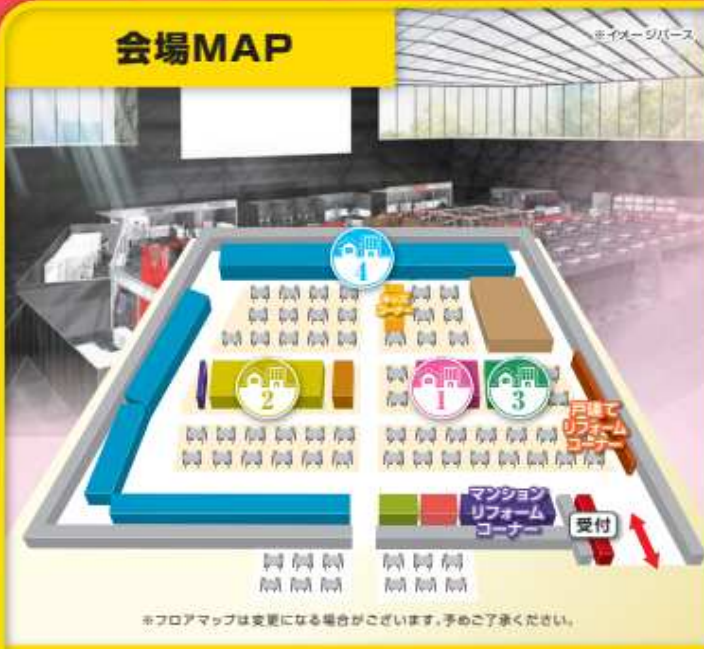 会場MAP
※イメージパース
4
キッズ
コーナー
2
1
3
戸建て
リフォーム
コーナー
マンション
リフォーム
コーナー
受付
※フロアマップは変更になる場合がございます。予めご了承ください。